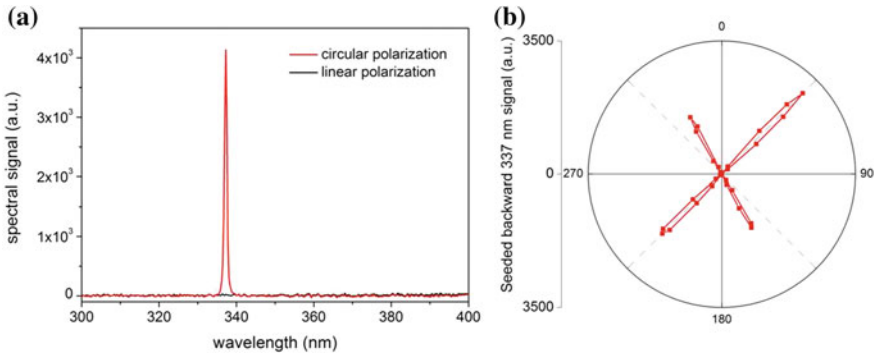 (a)
circular polarization
linear polarization
4x10³
3x10³
2x10³
1x10³
0
spectral signal (a.u.)
300 320 340 360 380 400
wavelength (nm)
(b)
0
3500
0
3500
Seeded backward 337 nm signal (a.u.)
270
90
180